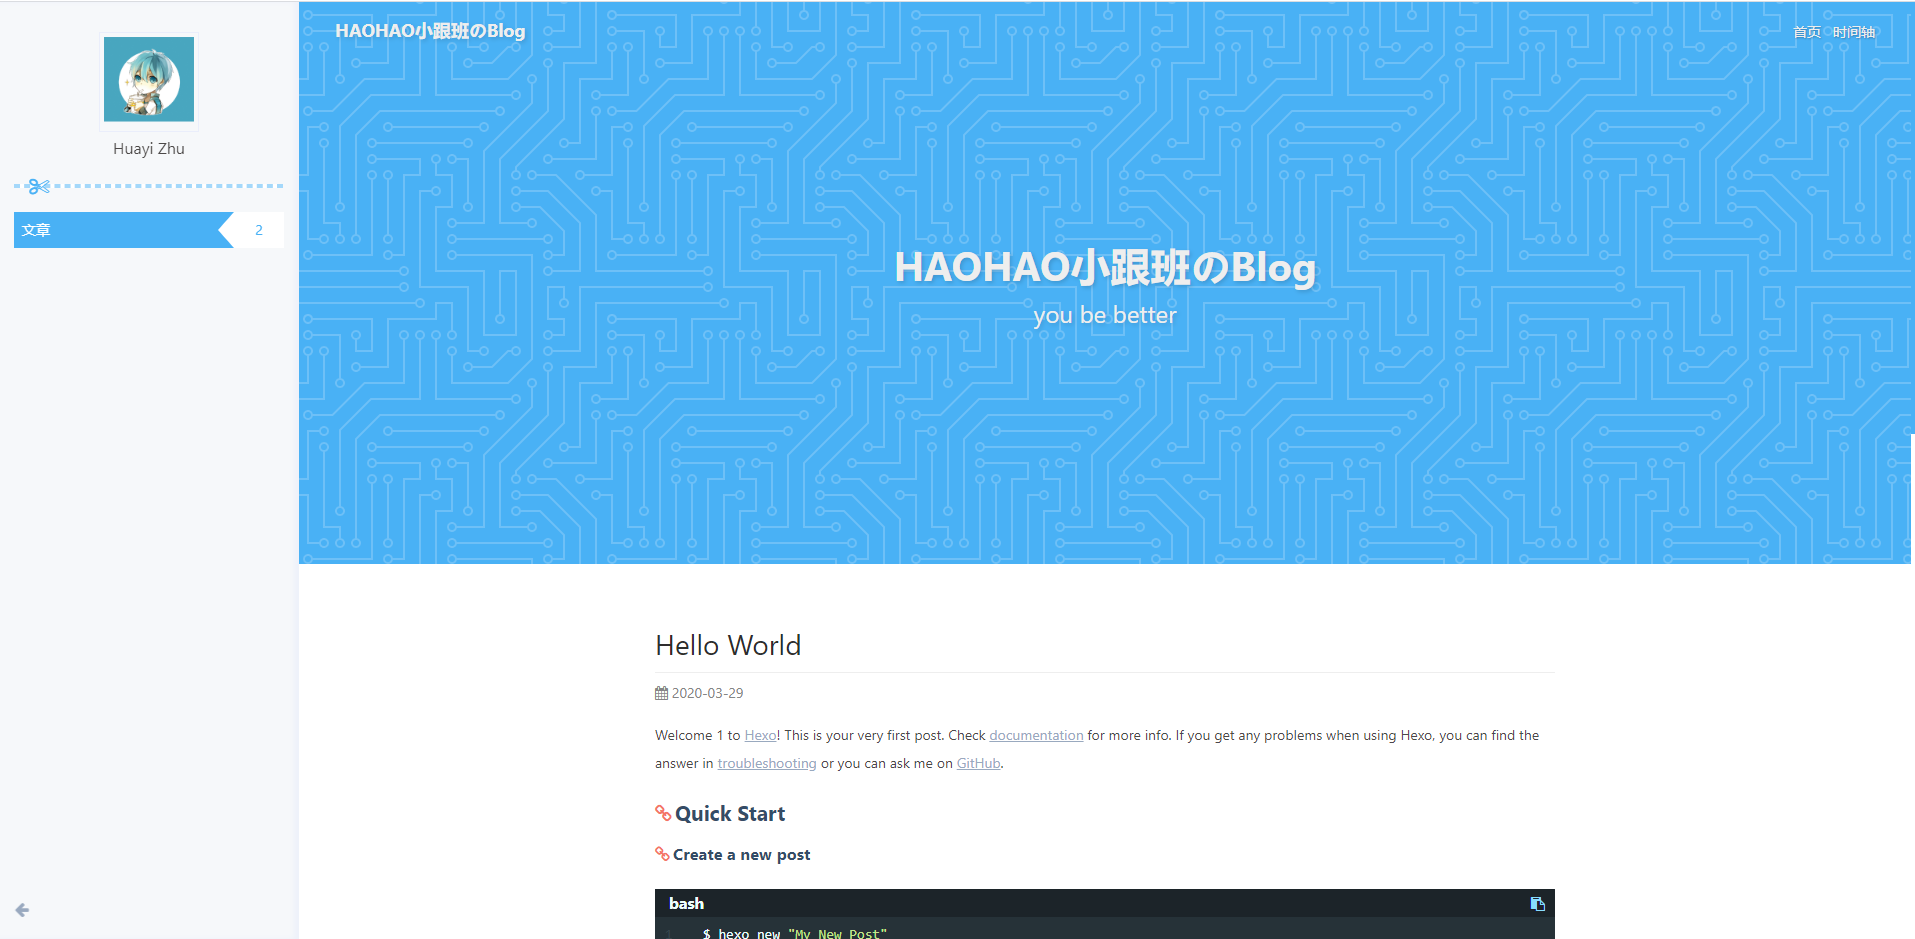 Huayi Zhu
文章 2
HAOHAO小跟班のBlog
首页 时间轴
HAOHAO小跟班のBlog
you be better
Hello World
2020-03-29
Welcome 1 to Hexo! This is your very first post. Check documentation for more info. If you get any problems when using Hexo, you can find the
answer in troubleshooting or you can ask me on GitHub.
Quick Start
Create a new post
bash
1 $ hexo new "My New Post"